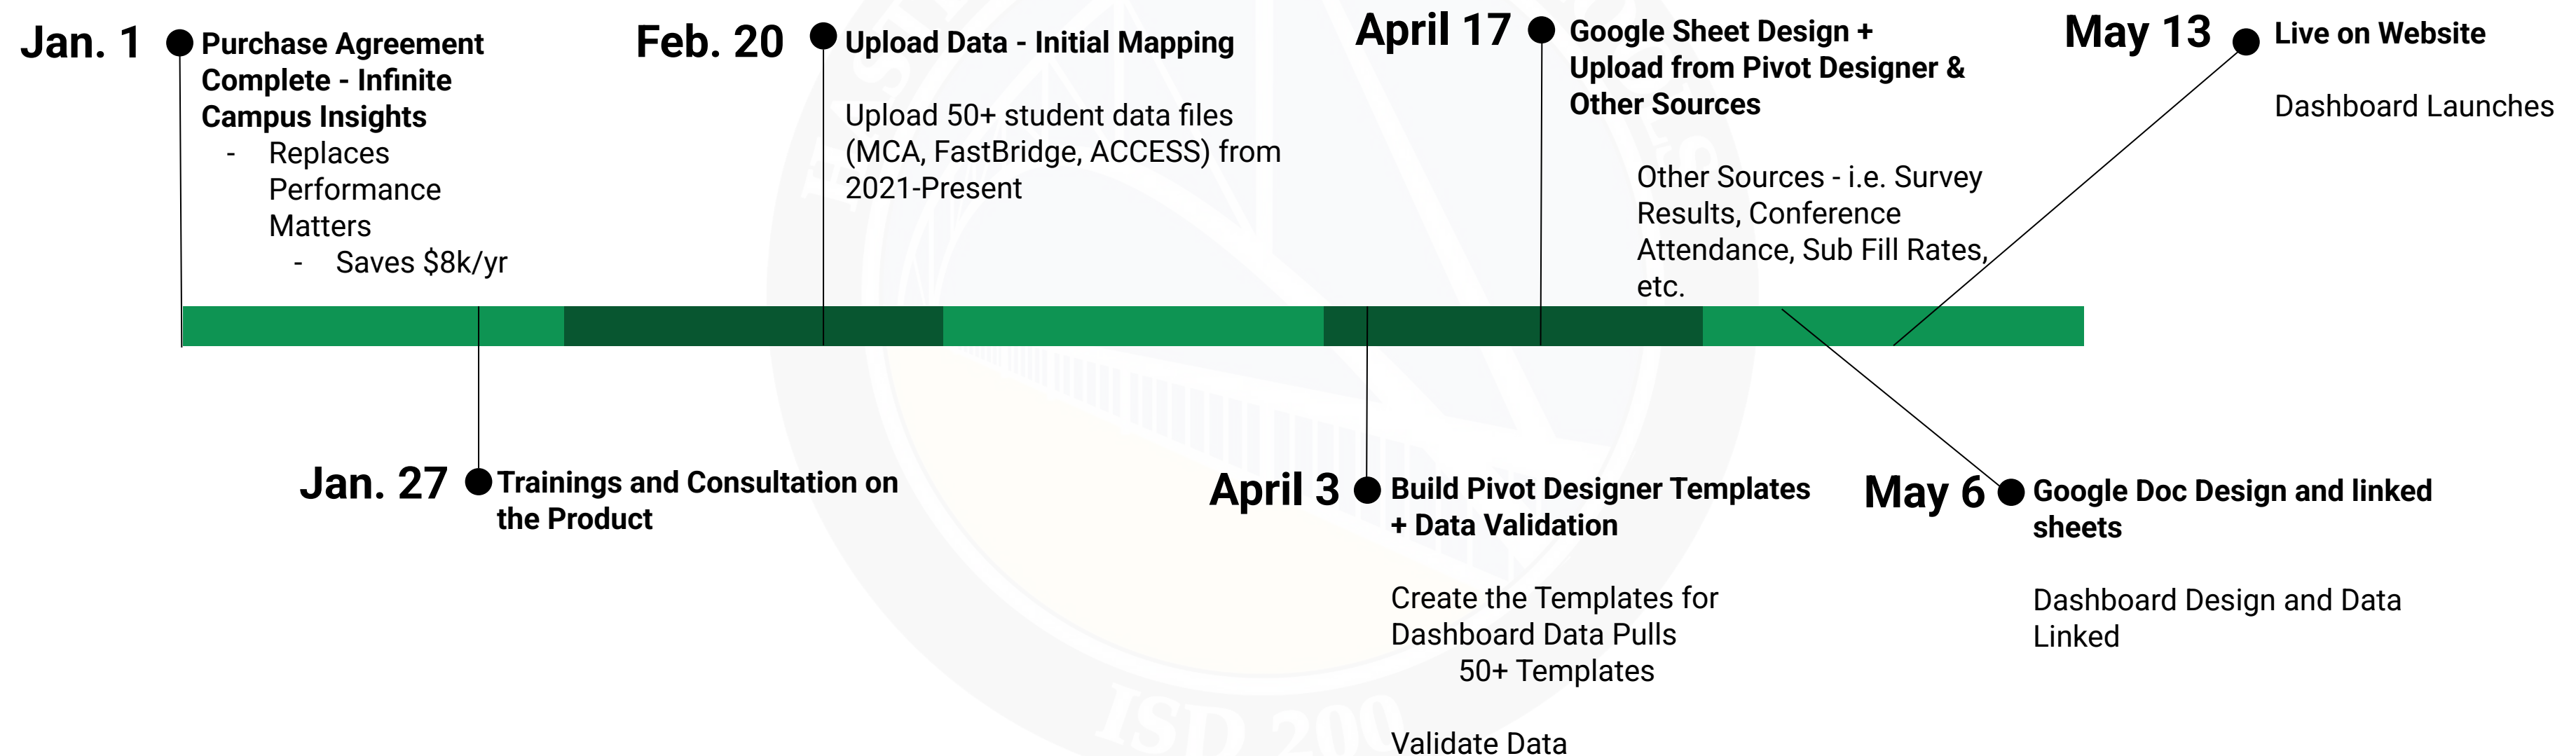 Jan. 1
Purchase Agreement
Complete - Infinite
Campus Insights
- Replaces
Performance
Matters
- Saves $8k/yr
Feb. 20
Upload Data - Initial Mapping
Upload 50+ student data files
(MCA, FastBridge, ACCESS) from
2021-Present
April 17
Google Sheet Design +
Upload from Pivot Designer &
Other Sources
Other Sources - i.e. Survey
Results, Conference
Attendance, Sub Fill Rates,
etc.
May 13
Live on Website
Dashboard Launches
Jan. 27
Trainings and Consultation on
the Product
April 3
Build Pivot Designer Templates
+ Data Validation
Create the Templates for
Dashboard Data Pulls
50+ Templates
Validate Data
May 6
Google Doc Design and linked
sheets
Dashboard Design and Data
Linked
ISD 200